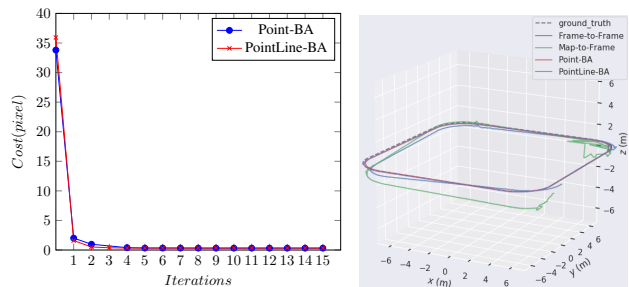 40
35
30
25
20
15
10
5
0
Cost(pixel)
Point-BA
PointLine-BA
1 2 3 4 5 6 7 8 9 10 11 12 13 14 15
Iterations
ground_truth
Frame-to-Frame
Map-to-Frame
Point-BA
PointLine-BA
6
4
2
0
−2
−4
−6
z (m)
−6 −4 −2 0 2 4 6
x (m)
−6 −4 −2 0 2 4 6
y (m)